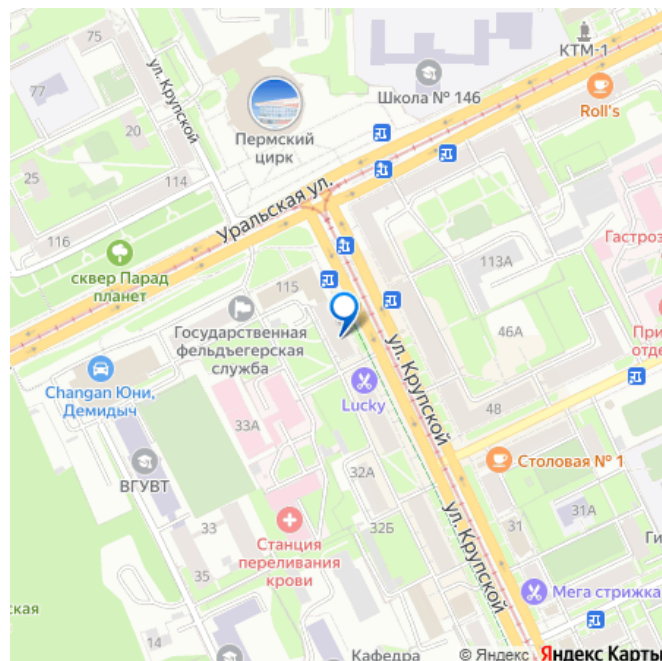 75
ул. Крупской
77
20
25
114
116
Пермский
цирк
КТМ-1
Школа № 146
Roll's
Уральская ул.
сквер Парад
планет
115
Государственная
фельдъегерская
служба
Changan Юни,
Демидыч
113А
Гастроэ
46А
При
отде
ул. Крупской
Lucky
48
33А
ВГУВТ
32А
Столовая № 1
33
Станция
переливания
крови
32Б
35
31
31А
Ги
ул. Крупской
ская
14
Мега стрижка
Кафедра
© Яндекс Яндекс Карты